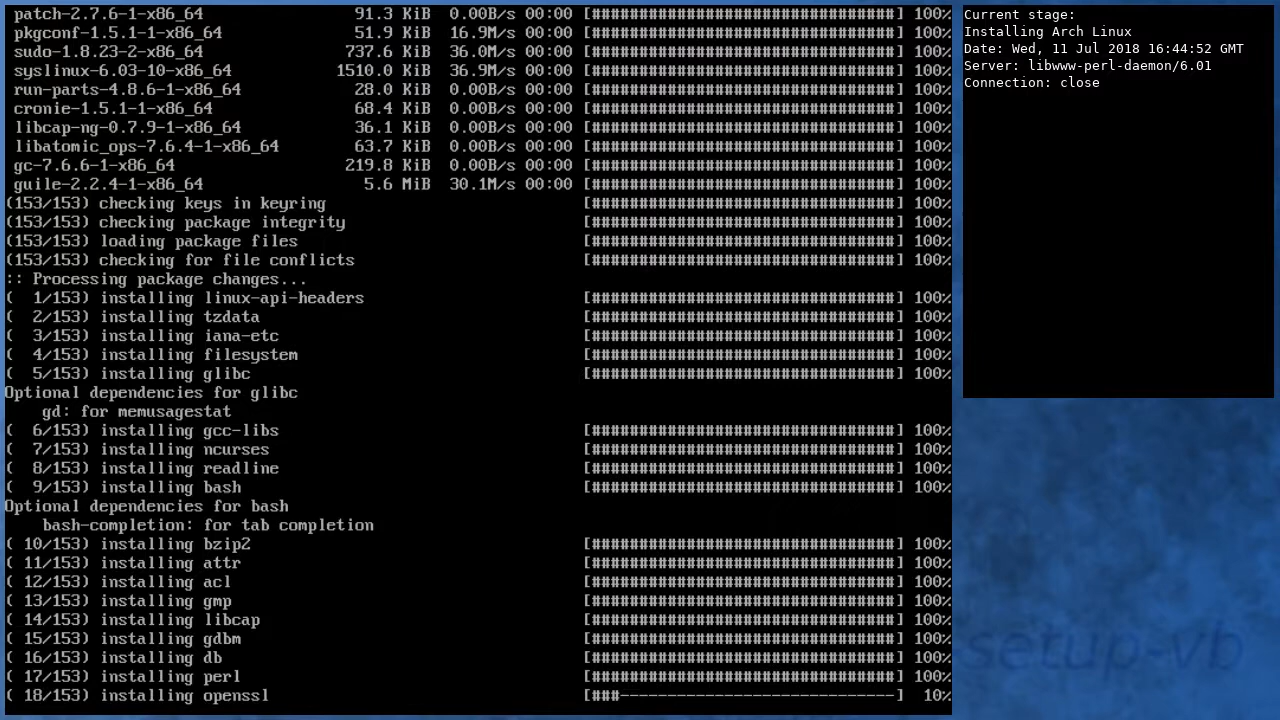 patch-2.7.6-1-x86_64 91.3 KiB 0.00B/s 00:00 [################################] 100%
pkgconf-1.5.1-1-x86_64 51.9 KiB 16.9M/s 00:00 [################################] 100%
sudo-1.8.23-2-x86_64 737.6 KiB 36.0M/s 00:00 [################################] 100%
syslinux-6.03-10-x86_64 1510.0 KiB 36.9M/s 00:00 [################################] 100%
run-parts-4.8.6-1-x86_64 28.0 KiB 0.00B/s 00:00 [################################] 100%
cronie-1.5.1-1-x86_64 68.4 KiB 0.00B/s 00:00 [################################] 100%
libcap-ng-0.7.9-1-x86_64 36.1 KiB 0.00B/s 00:00 [################################] 100%
libatomic_ops-7.6.4-1-x86_64 63.7 KiB 0.00B/s 00:00 [################################] 100%
gc-7.6.6-1-x86_64 219.8 KiB 0.00B/s 00:00 [################################] 100%
guile-2.2.4-1-x86_64 5.6 MiB 30.1M/s 00:00 [################################] 100%
(153/153) checking keys in keyring [################################] 100%
(153/153) checking package integrity [################################] 100%
(153/153) loading package files [################################] 100%
(153/153) checking for file conflicts [################################] 100%
:: Processing package changes...
( 1/153) installing linux-api-headers [################################] 100%
( 2/153) installing tzdata [################################] 100%
( 3/153) installing iana-etc [################################] 100%
( 4/153) installing filesystem [################################] 100%
( 5/153) installing glibc [################################] 100%
Optional dependencies for glibc
gd: for memusagestat
( 6/153) installing gcc-libs [################################] 100%
( 7/153) installing ncurses [################################] 100%
( 8/153) installing readline [################################] 100%
( 9/153) installing bash [################################] 100%
Optional dependencies for bash
bash-completion: for tab completion
( 10/153) installing bzip2 [################################] 100%
( 11/153) installing attr [################################] 100%
( 12/153) installing acl [################################] 100%
( 13/153) installing gmp [################################] 100%
( 14/153) installing libcap [################################] 100%
( 15/153) installing gdbm [################################] 100%
( 16/153) installing db [################################] 100%
( 17/153) installing perl [################################] 100%
( 18/153) installing openssl [###-----------------------------] 10%
Current stage:
Installing Arch Linux
Date: Wed, 11 Jul 2018 16:44:52 GMT
Server: libwww-perl-daemon/6.01
Connection: close
setup-vb